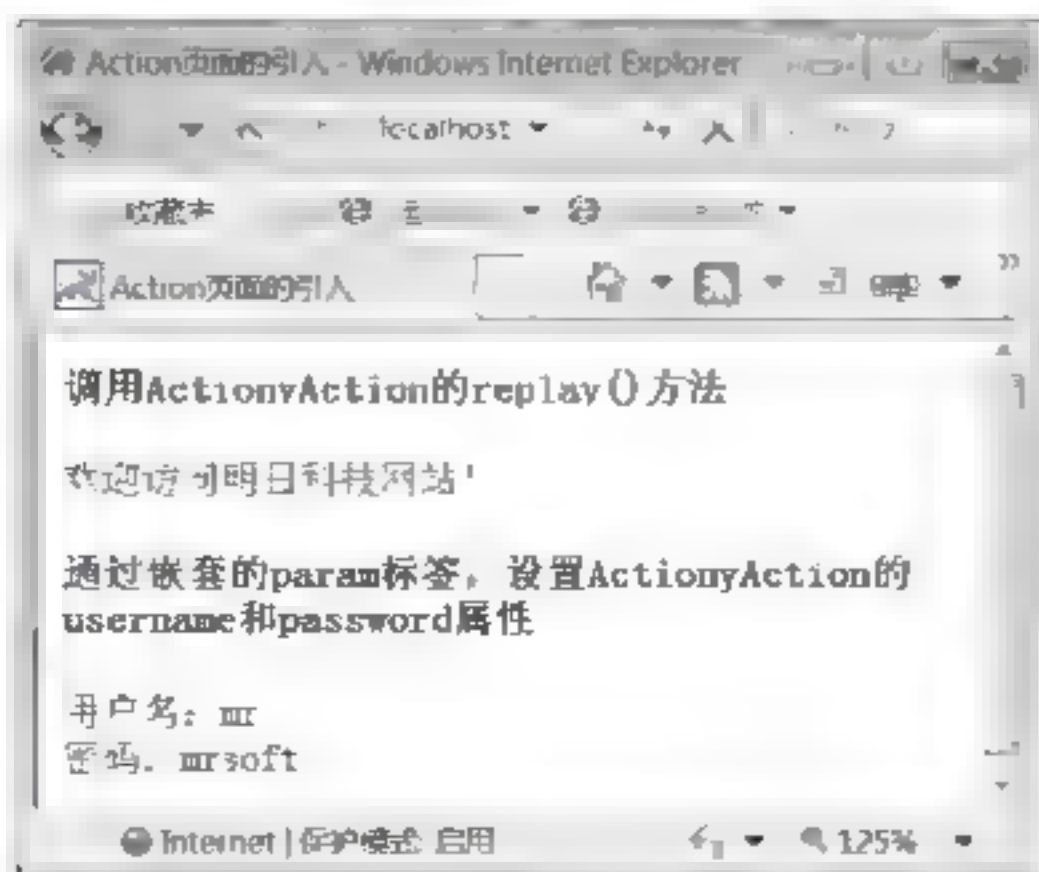 Action页面的引入 - Windows Internet Explorer
localhost
收藏夹
Action页面的引入
调用ActionyAction的replay()方法
欢迎访问明日科技网站!
通过嵌套的param标签，设置ActionyAction的
username和password属性
用户名: mr
密码: mrsoft
Internet | 保护模式: 启用
125%